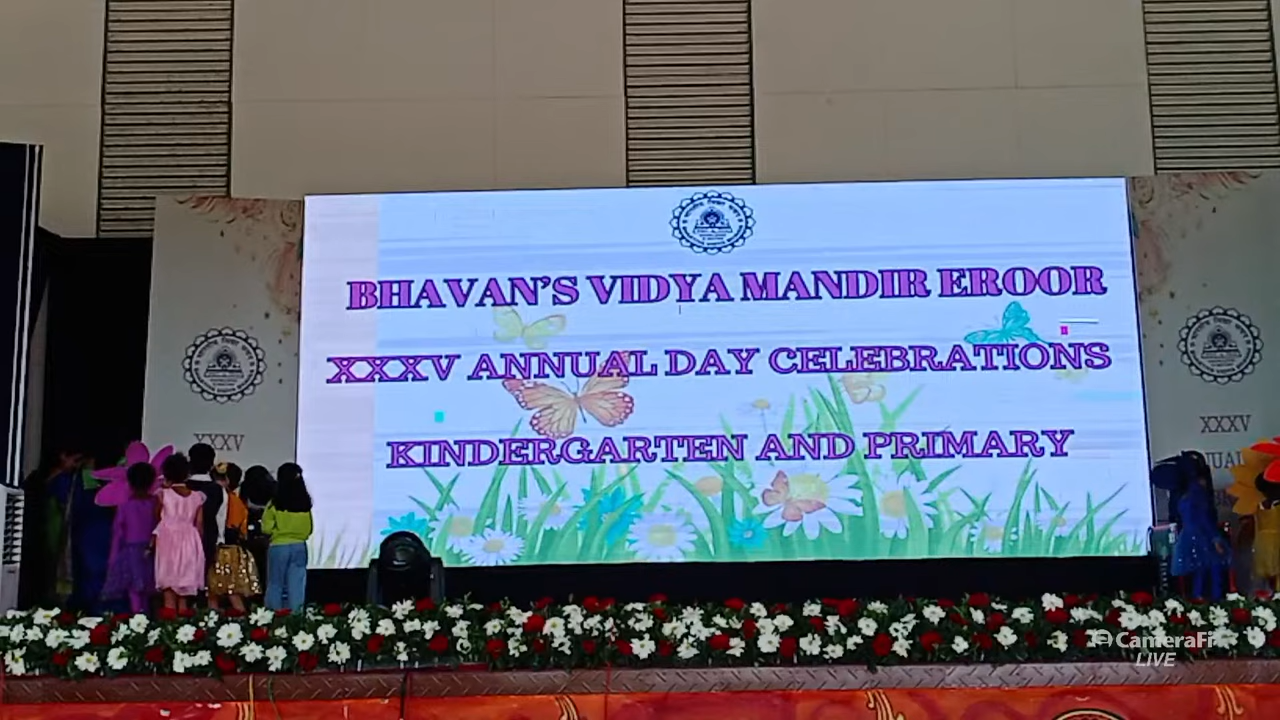 BHAVAN'S VIDYA MANDIR EROOR
XXXV ANNUAL DAY CELEBRATIONS
KINDERGARTEN AND PRIMARY
XXXV
XXXV
CameraFi
LIVE